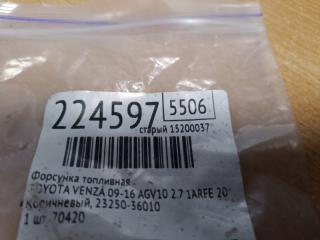 224597 5506
старый 15200037
Форсунка топливная
TOYOTA VENZA 09-16 AGV10 2.7 1ARFE 20"
Коричневый, 23250-36010
1 шт. 70420